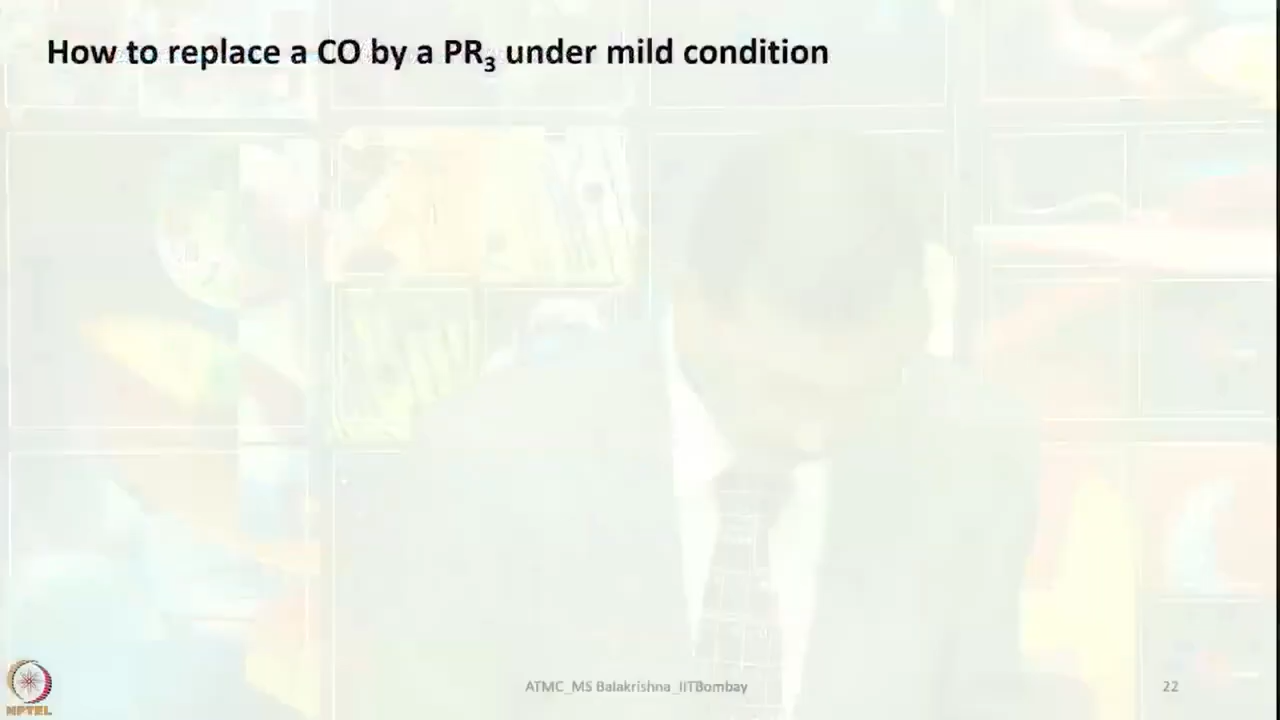 How to replace a CO by a PR₃ under mild condition
NPTEL
ATMC_MS Balakrishna_IITBombay
22